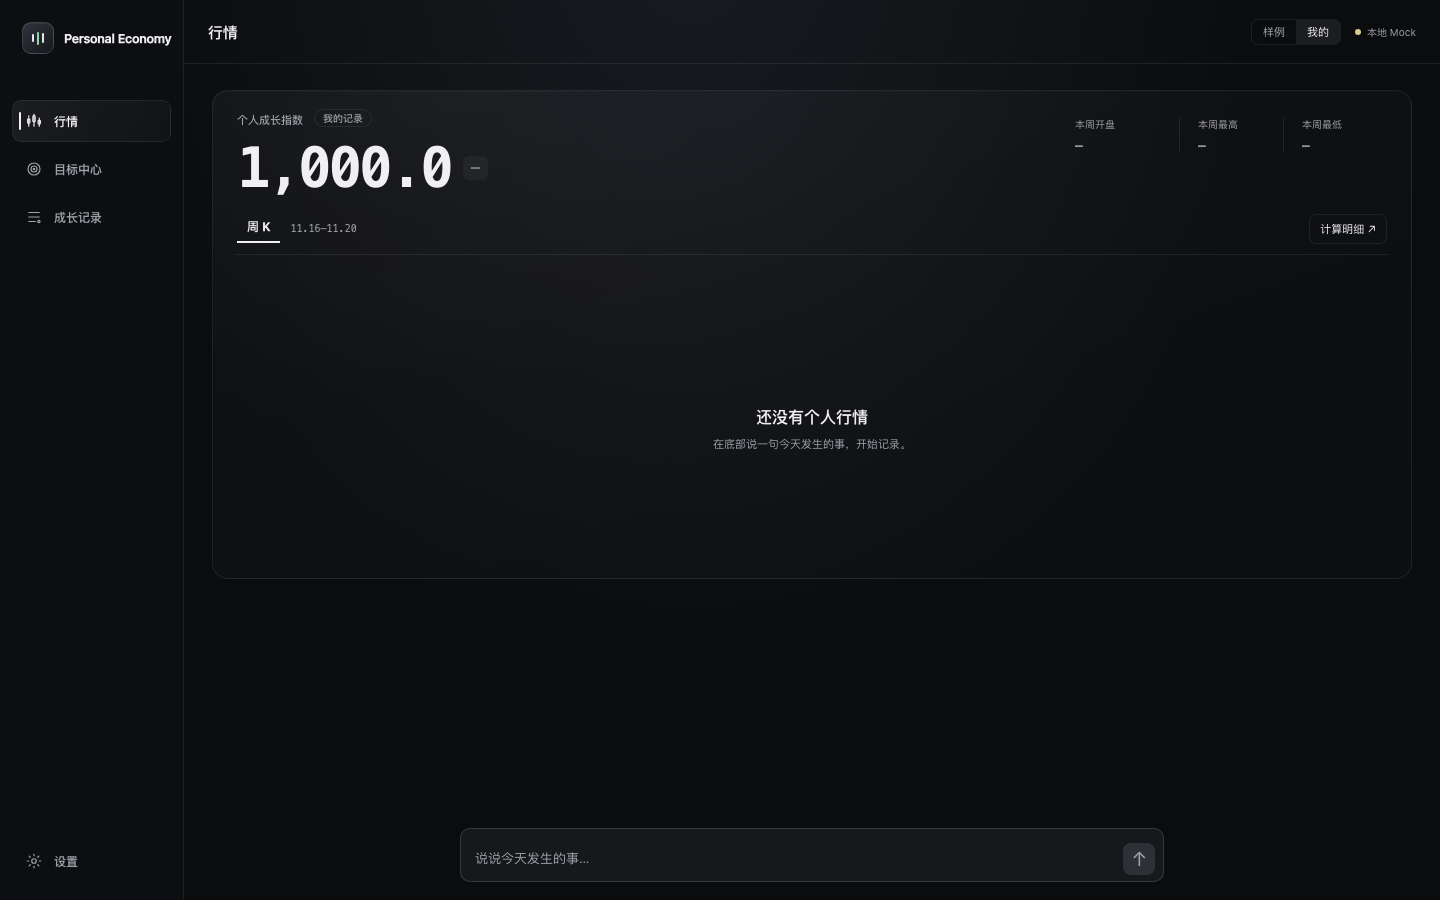 Personal Economy
行情
目标中心
成长记录
设置
行情
样例 我的 本地 Mock
个人成长指数 我的记录
1,000.0 —
本周开盘 本周最高 本周最低
— — —
周 K 11.16—11.20
计算明细 ↗
还没有个人行情
在底部说一句今天发生的事，开始记录。
说说今天发生的事...